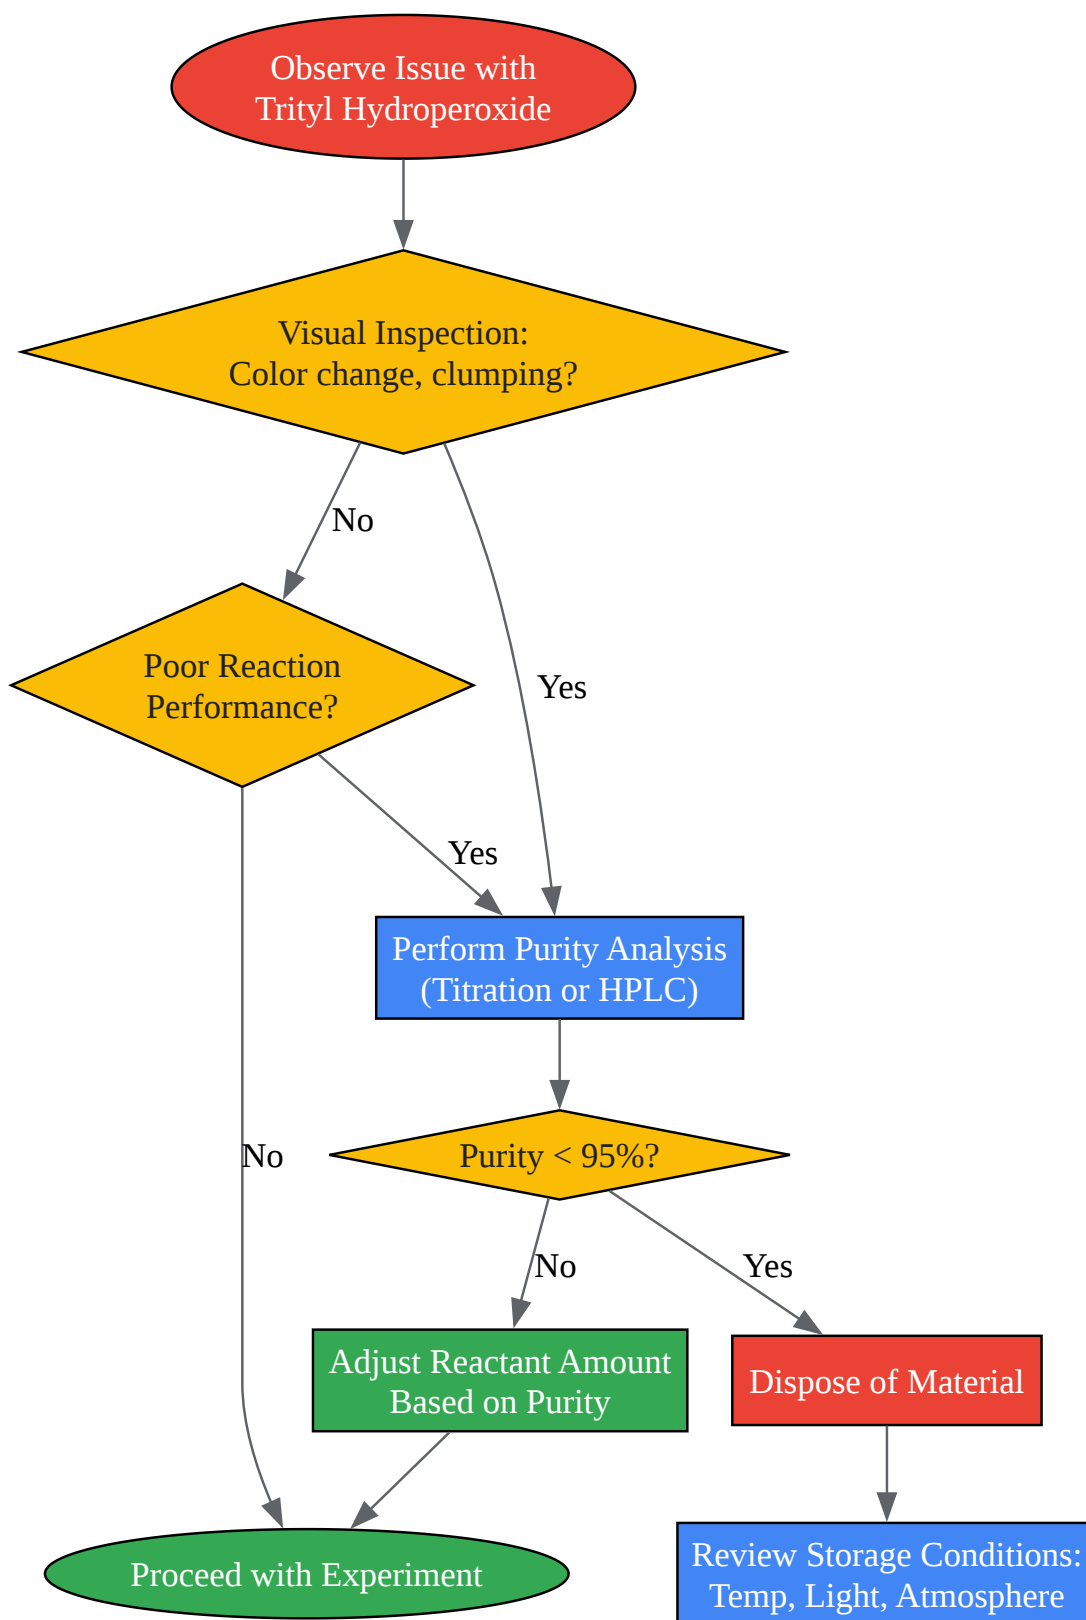 Observe Issue with
Trityl Hydroperoxide
Visual Inspection:
Color change, clumping?
No
Poor Reaction
Performance?
Yes
Yes
Perform Purity Analysis
(Titration or HPLC)
No
Purity < 95%?
No
Yes
Adjust Reactant Amount
Based on Purity
Dispose of Material
Proceed with Experiment
Review Storage Conditions:
Temp, Light, Atmosphere